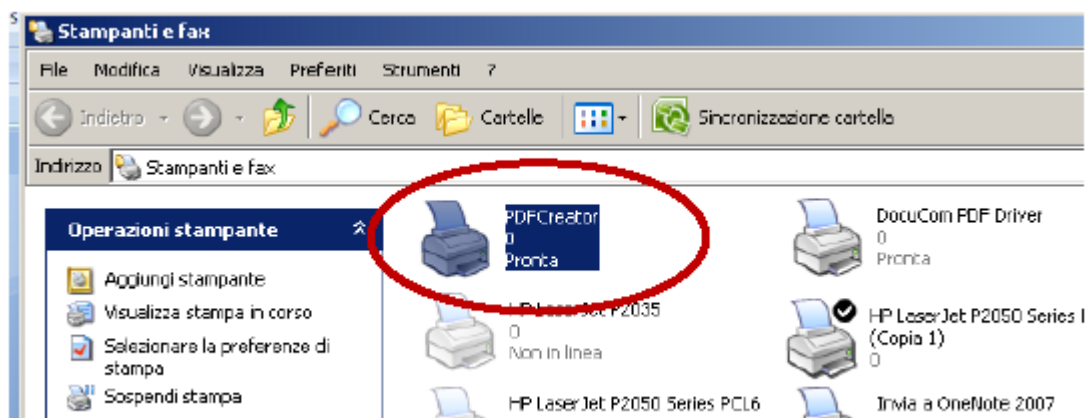 S
Stampanti e fax
File Modifica Visualizza Preferiti Strumenti ?
Indietro Cerca Cartelle Sincronizzazione cartella
Indirizzo Stampanti e fax
Operazioni stampante
Aggiungi stampante
Visualizza stampa in corso
Selezionare la preferenze di
stampa
Sospendi stampa
PDFCreator
0
Pronta
DocuCom PDF Driver
0
Pronta
HP LaserJet P2035
0
Non in linea
HP LaserJet P2050 Series
(Copia 1)
0
HP LaserJet P2050 Series PCL6
Invia a OneNote 2007